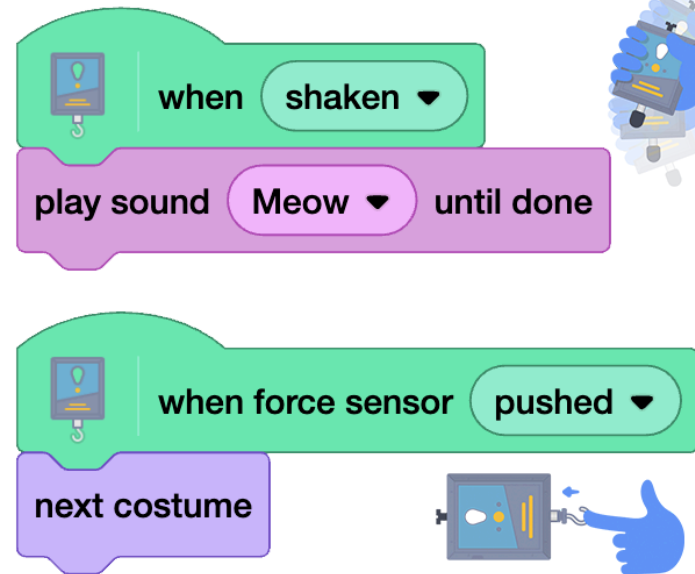 when shaken
play sound Meow until done
when force sensor pushed
next costume